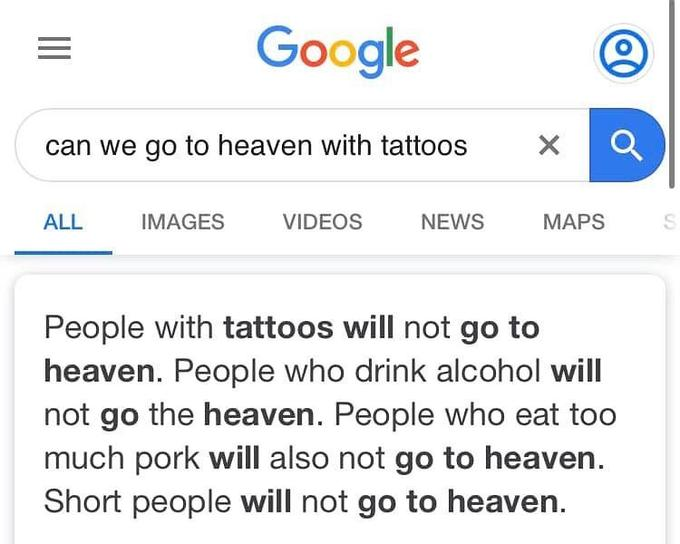 Google
can we go to heaven with tattoos
ALL IMAGES VIDEOS NEWS MAPS S
People with tattoos will not go to
heaven. People who drink alcohol will
not go the heaven. People who eat too
much pork will also not go to heaven.
Short people will not go to heaven.